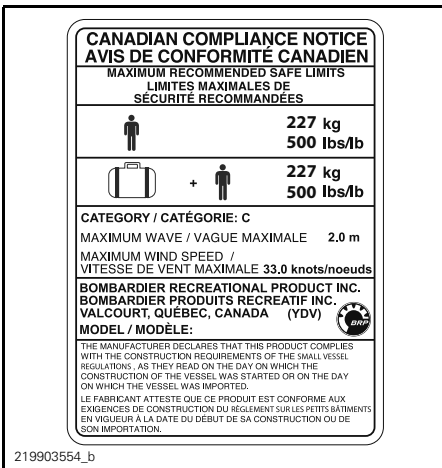 CANADIAN COMPLIANCE NOTICE
AVIS DE CONFORMITÉ CANADIEN
MAXIMUM RECOMMENDED SAFE LIMITS
LIMITES MAXIMALES DE
SÉCURITÉ RECOMMANDÉES
227 kg
500 lbs/lb
+
227 kg
500 lbs/lb
CATEGORY / CATÉGORIE: C
MAXIMUM WAVE / VAGUE MAXIMALE 2.0 m
MAXIMUM WIND SPEED /
VITESSE DE VENT MAXIMALE 33.0 knots/noeuds
BOMBARDIER RECREATIONAL PRODUCT INC.
BOMBARDIER PRODUITS RECREATIF INC.
VALCOURT, QUÉBEC, CANADA (YDV)
BRP
MODEL / MODÈLE:
THE MANUFACTURER DECLARES THAT THIS PRODUCT COMPLIES
WITH THE CONSTRUCTION REQUIREMENTS OF THE SMALL VESSEL
REGULATIONS, AS THEY READ ON THE DAY ON WHICH THE
CONSTRUCTION OF THE VESSEL WAS STARTED OR ON THE DAY
ON WHICH THE VESSEL WAS IMPORTED.
LE FABRICANT ATTESTE QUE CE PRODUIT EST CONFORME AUX
EXIGENCES DE CONSTRUCTION DU RÈGLEMENT SUR LES PETITS BÂTIMENTS
EN VIGUEUR À LA DATE DU DÉBUT DE SA CONSTRUCTION OU DE
SON IMPORTATION.
219903554_b